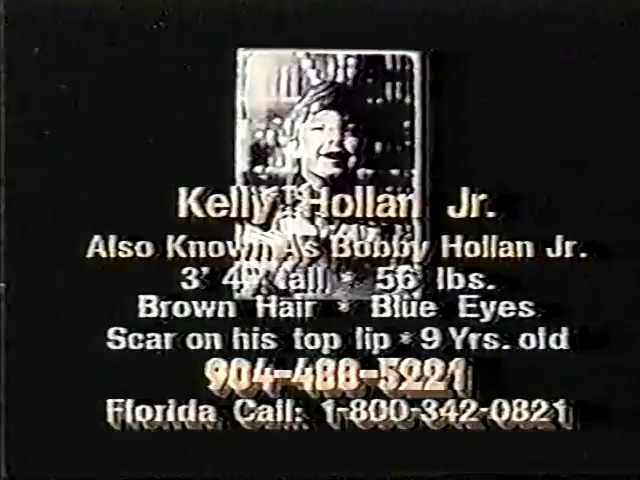 Kelly Hollan Jr.
Also Known As Bobby Hollan Jr.
3' 4" tall * 56 lbs.
Brown Hair * Blue Eyes
Scar on his top lip * 9 Yrs. old
904-488-5221
Florida Call: 1-800-342-0821